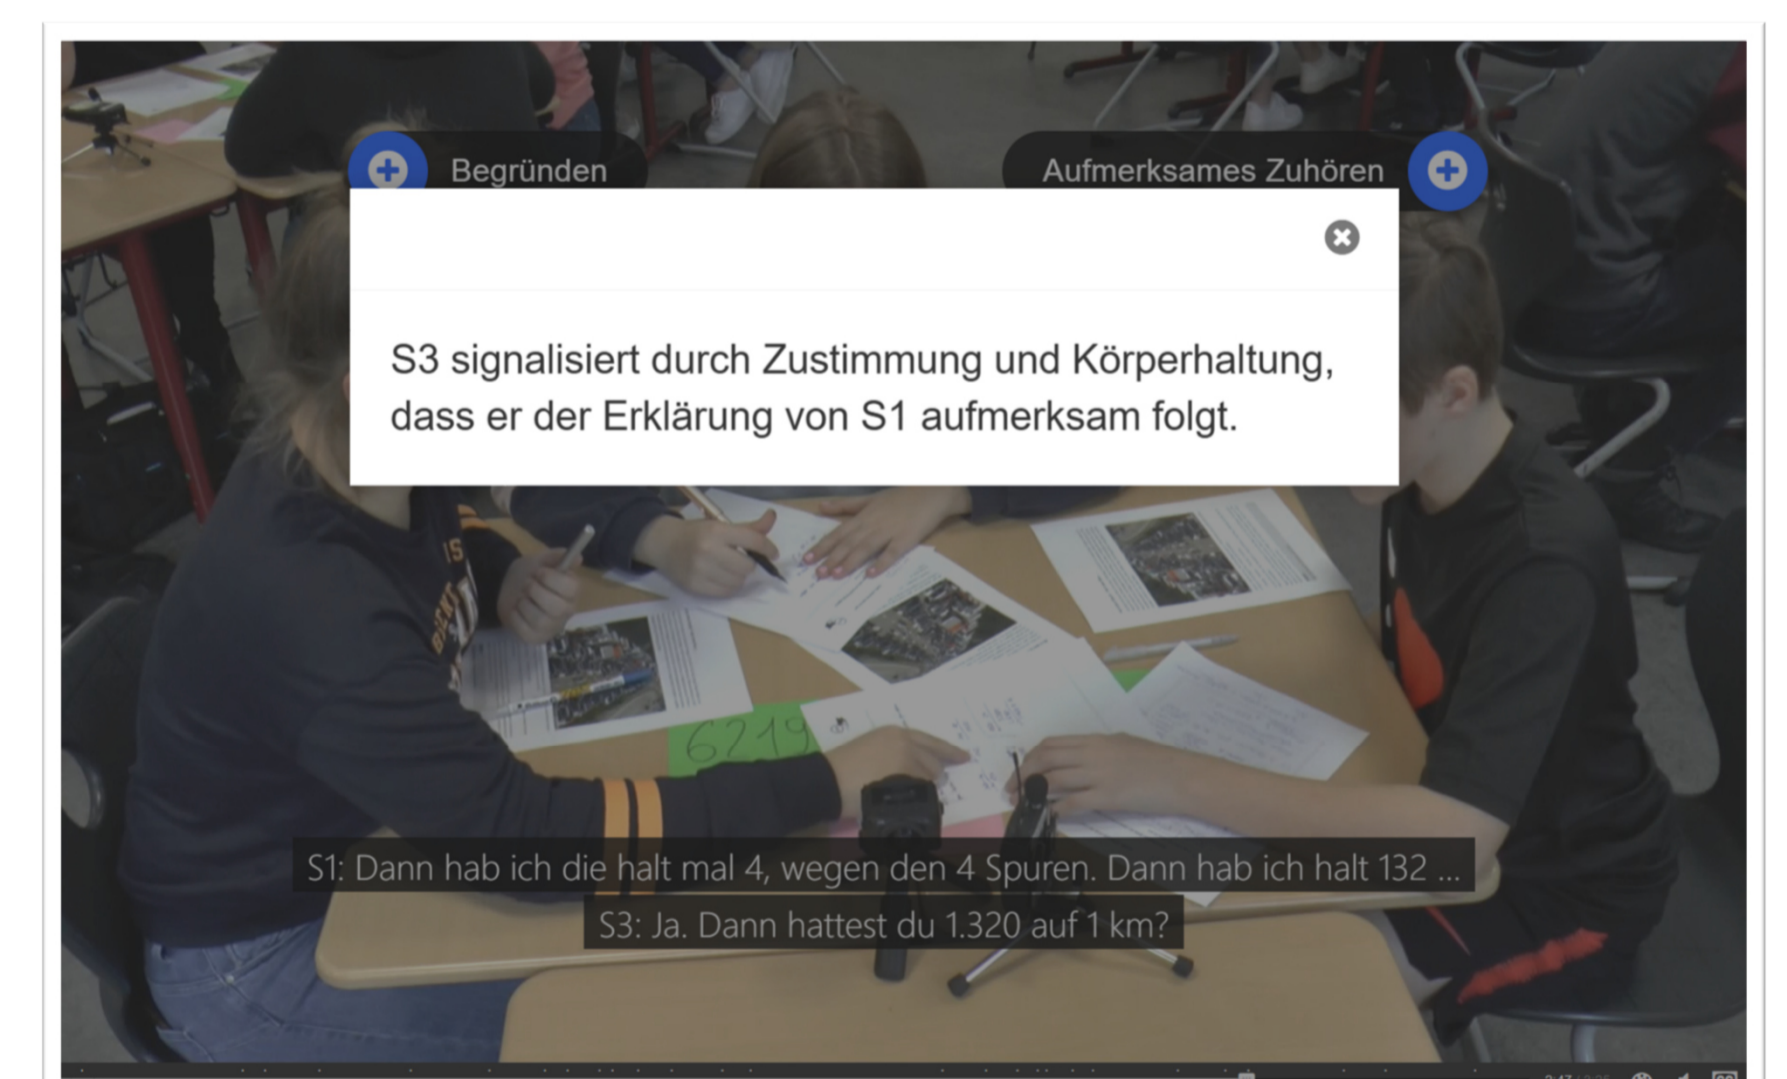 Begründen
Aufmerksames Zuhören
S3 signalisiert durch Zustimmung und Körperhaltung,
dass er der Erklärung von S1 aufmerksam folgt.
6219
S1: Dann hab ich die halt mal 4, wegen den 4 Spuren. Dann hab ich halt 132 ...
S3: Ja. Dann hattest du 1.320 auf 1 km?